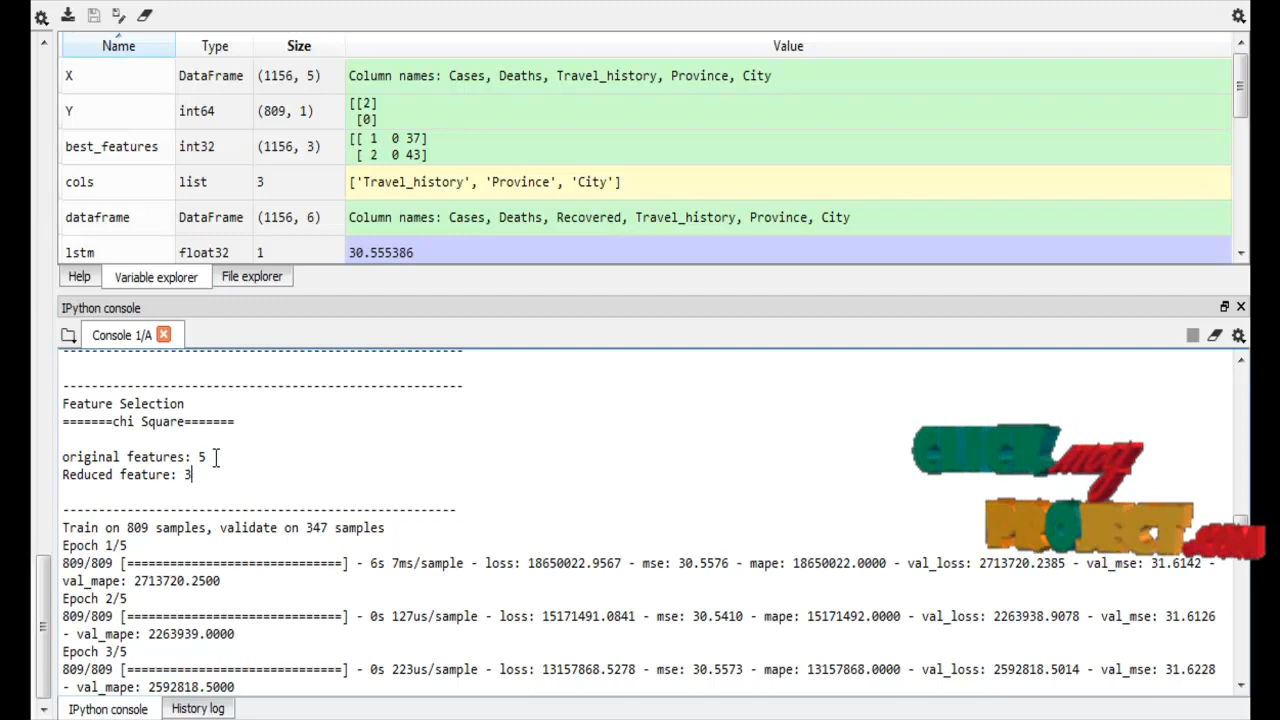 Name Type Size Value
X DataFrame (1156, 5) Column names: Cases, Deaths, Travel_history, Province, City
Y int64 (809, 1) [[2]
[0]
best_features int32 (1156, 3) [[ 1 0 37]
[ 2 0 43]
cols list 3 ['Travel_history', 'Province', 'City']
dataframe DataFrame (1156, 6) Column names: Cases, Deaths, Recovered, Travel_history, Province, City
lstm float32 1 30.555386
Help Variable explorer File explorer
IPython console
Console 1/A
-------------------------------------------------------
-------------------------------------------------------
Feature Selection
=======chi Square=======
original features: 5
Reduced feature: 3
------------------------------------------------------
Train on 809 samples, validate on 347 samples
Epoch 1/5
809/809 [==============================] - 6s 7ms/sample - loss: 18650022.9567 - mse: 30.5576 - mape: 18650022.0000 - val_loss: 2713720.2385 - val_mse: 31.6142 -
val_mape: 2713720.2500
Epoch 2/5
809/809 [==============================] - 0s 127us/sample - loss: 15171491.0841 - mse: 30.5410 - mape: 15171492.0000 - val_loss: 2263938.9078 - val_mse: 31.6126
- val_mape: 2263939.0000
Epoch 3/5
809/809 [==============================] - 0s 223us/sample - loss: 13157868.5278 - mse: 30.5573 - mape: 13157868.0000 - val_loss: 2592818.5014 - val_mse: 31.6228
- val_mape: 2592818.5000
IPython console History log